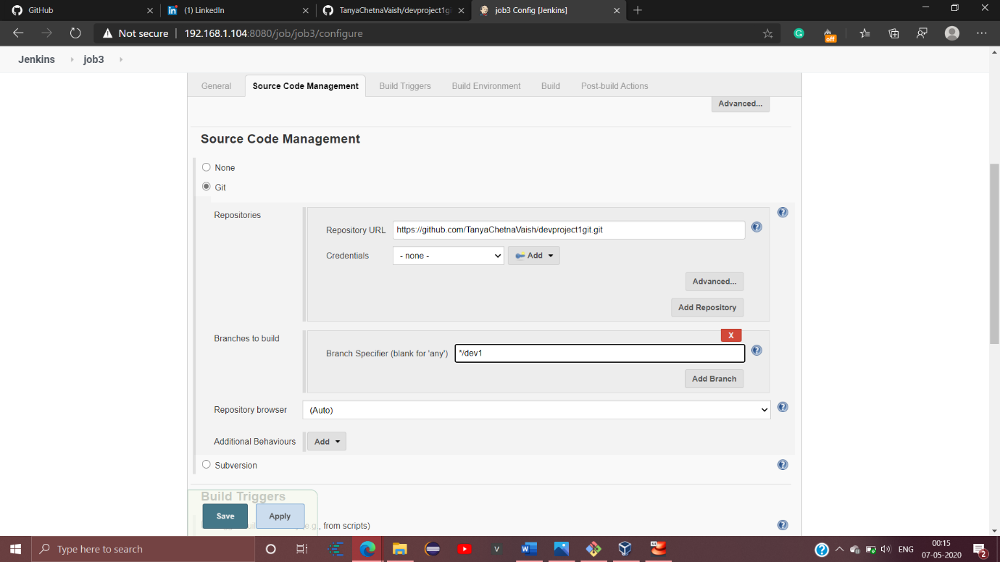 GitHub
(1) LinkedIn
TanyaChetnaVaish/devproject1gi
job3 Config [Jenkins]
Not secure | 192.168.1.104:8080/job/job3/configure
off
Jenkins job3
General Source Code Management Build Triggers Build Environment Build Post-build Actions
Advanced...
Source Code Management
None
Git
Repositories
Repository URL https://github.com/TanyaChetnaVaish/devproject1git.git
Credentials - none - Add
Advanced...
Add Repository
X
Branches to build
Branch Specifier (blank for 'any') */dev1
Add Branch
Repository browser (Auto)
Additional Behaviours Add
Subversion
Build Triggers
Save Apply from scripts)
Type here to search
ENG
00:15
07-05-2020
2